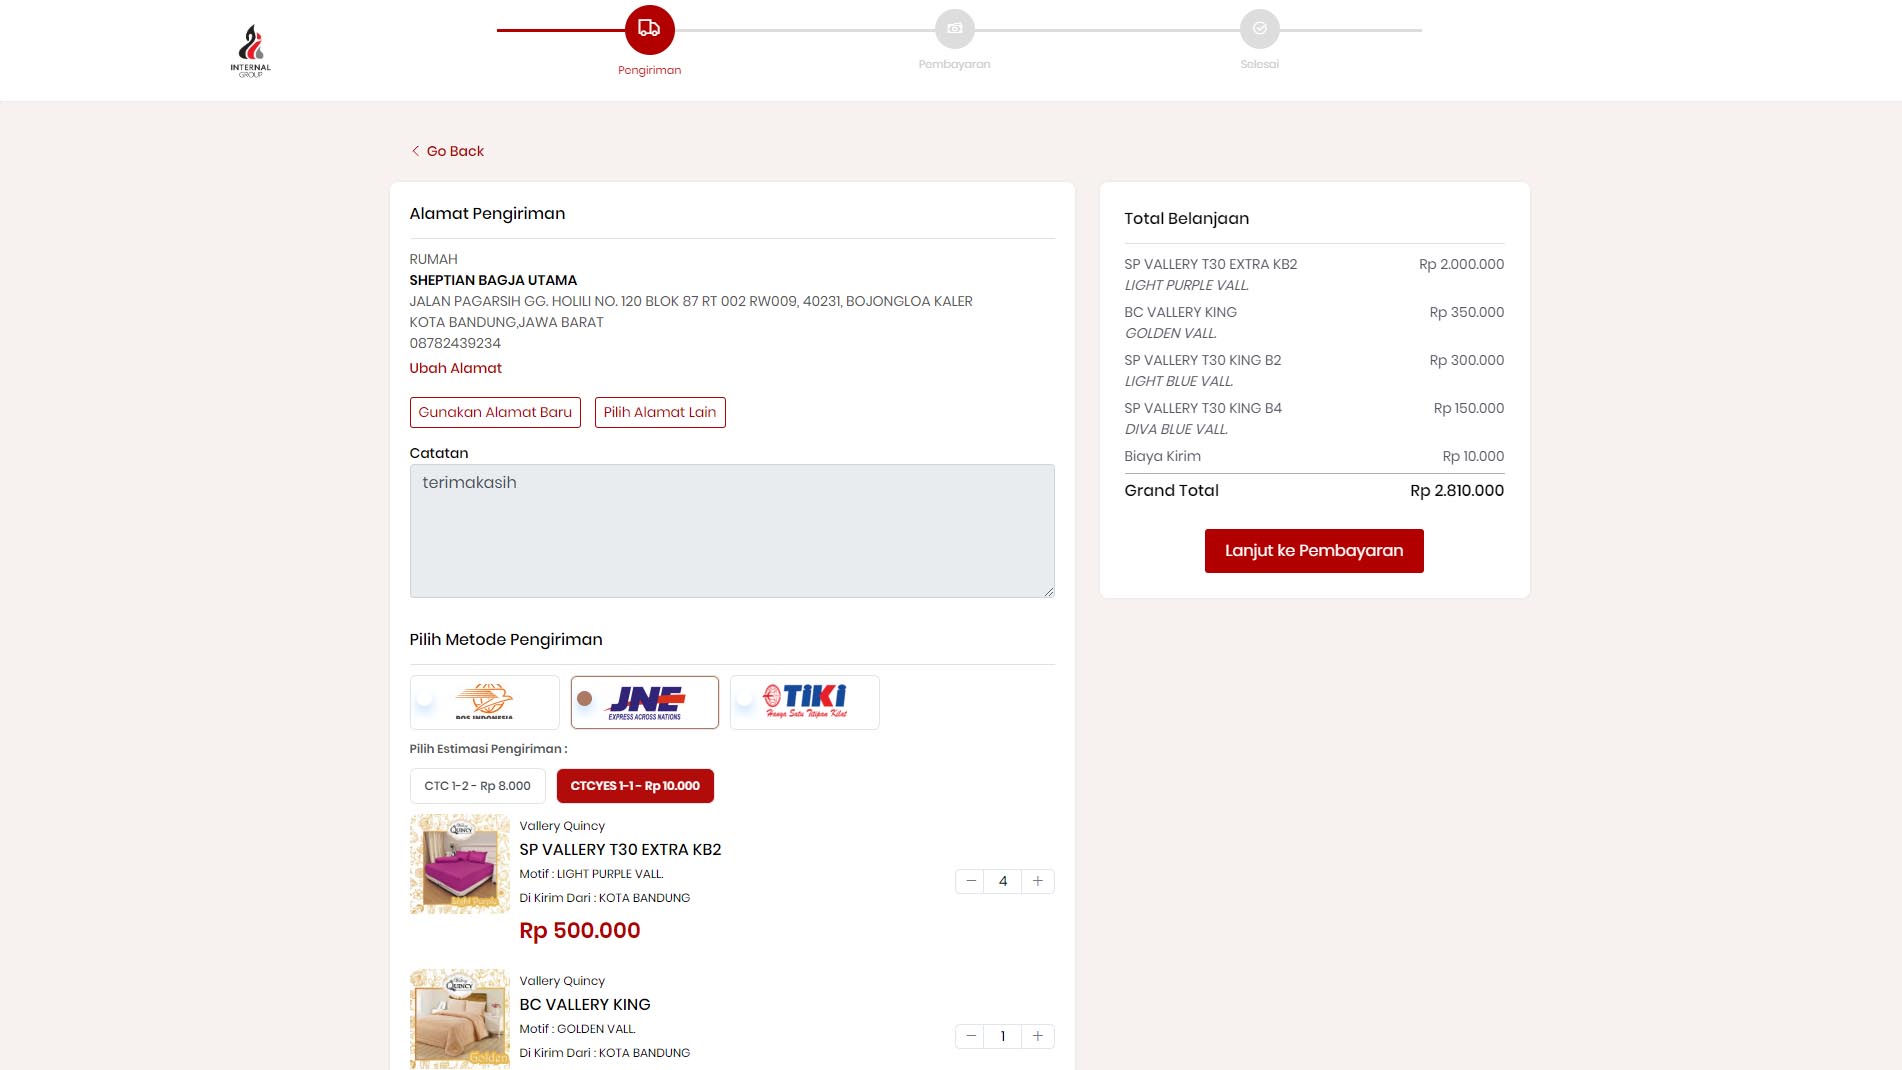 INTERNAL
GROUP
Pengiriman
Pembayaran
Selesai
Go Back
Alamat Pengiriman
RUMAH
SHEPTIAN BAGJA UTAMA
JALAN PAGARSIH GG. HOLILI NO. 120 BLOK 87 RT 002 RW009, 40231, BOJONGLOA KALER
KOTA BANDUNG,JAWA BARAT
08782439234
Ubah Alamat
Gunakan Alamat Baru
Pilih Alamat Lain
Catatan
terimakasih
Pilih Metode Pengiriman
POS INDONESIA
JNE
EXPRESS ACROSS NATIONS
TIKI
Hanya Satu Titipan Kilat
Pilih Estimasi Pengiriman :
CTC 1-2 - Rp 8.000
CTCYES 1-1 - Rp 10.000
QUINCY
Light Purple
Vallery Quincy
SP VALLERY T30 EXTRA KB2
Motif : LIGHT PURPLE VALL.
Di Kirim Dari : KOTA BANDUNG
Rp 500.000
− 4 +
QUINCY
Golden
Vallery Quincy
BC VALLERY KING
Motif : GOLDEN VALL.
Di Kirim Dari : KOTA BANDUNG
− 1 +
Total Belanjaan
SP VALLERY T30 EXTRA KB2 Rp 2.000.000
LIGHT PURPLE VALL.
BC VALLERY KING Rp 350.000
GOLDEN VALL.
SP VALLERY T30 KING B2 Rp 300.000
LIGHT BLUE VALL.
SP VALLERY T30 KING B4 Rp 150.000
DIVA BLUE VALL.
Biaya Kirim Rp 10.000
Grand Total Rp 2.810.000
Lanjut ke Pembayaran